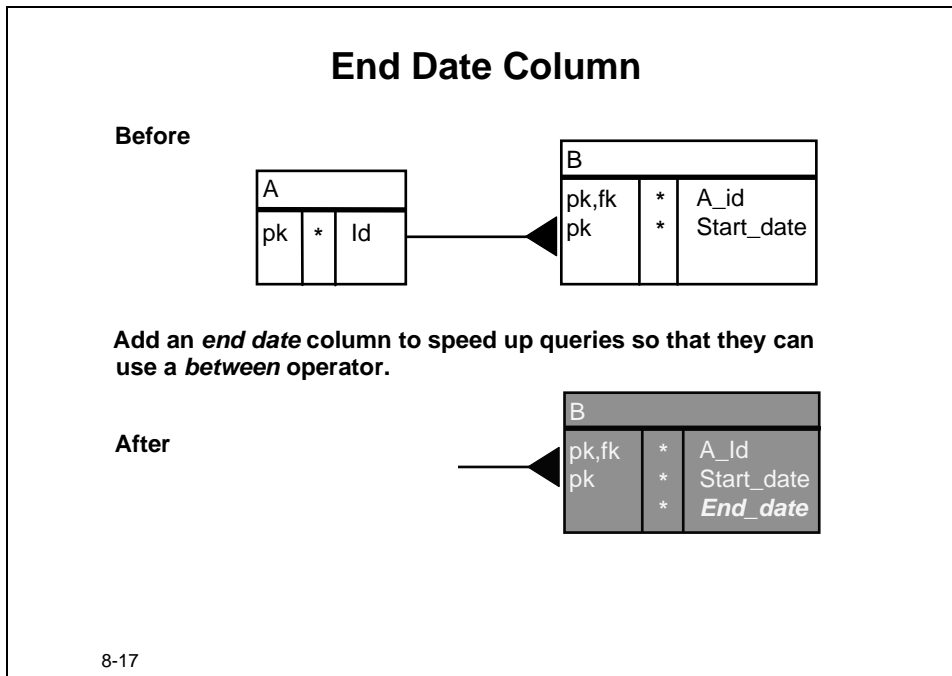 End Date Column
Before
A
pk * Id
B
pk,fk * A_id
pk * Start_date
Add an end date column to speed up queries so that they can
use a between operator.
After
B
pk,fk * A_Id
pk * Start_date
* End_date
8-17